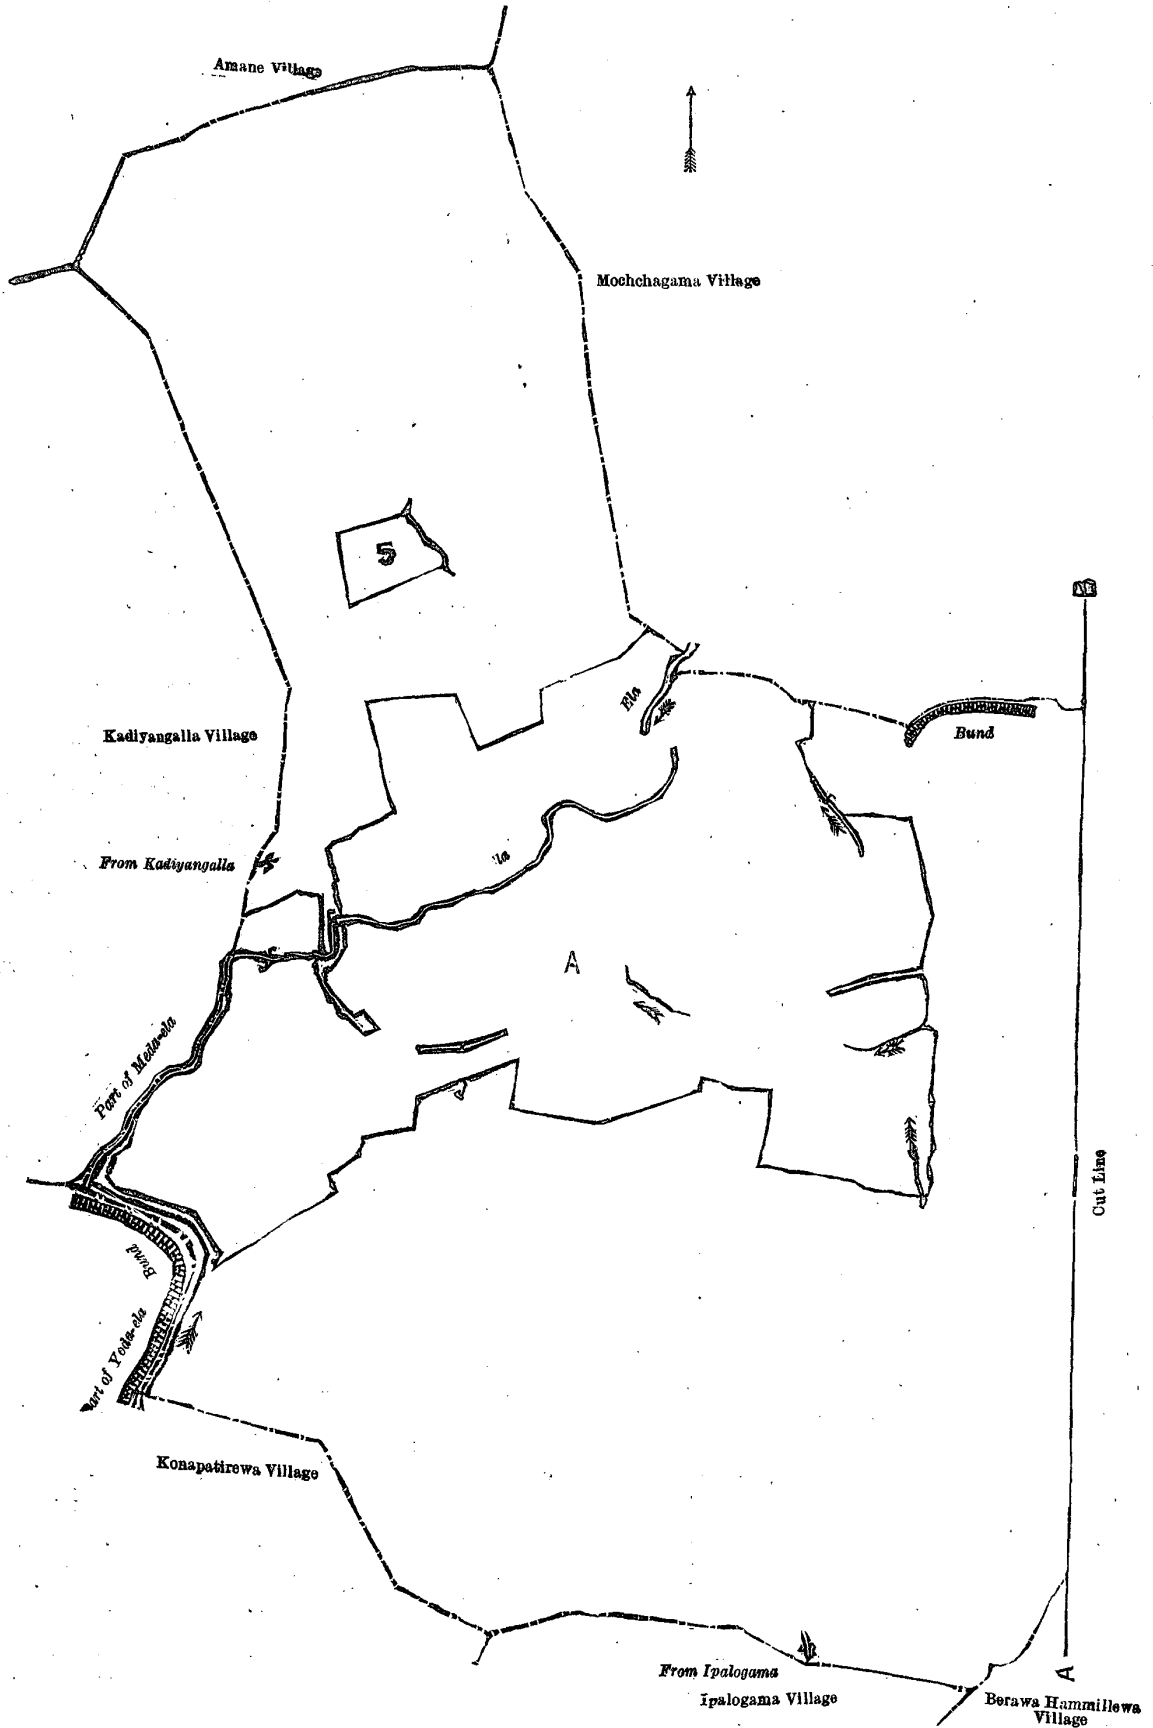 Amane Village
Mochchagama Village
5
Ela
Kadiyangalla Village
Bund
From Kadiyangalla
la
A
Part of Meda-ela
Cut Line
Bund
art of Yoda-ela
Konapatirewa Village
From Ipalogama
Ipalogama Village
A
Berawa Hammillewa
Village